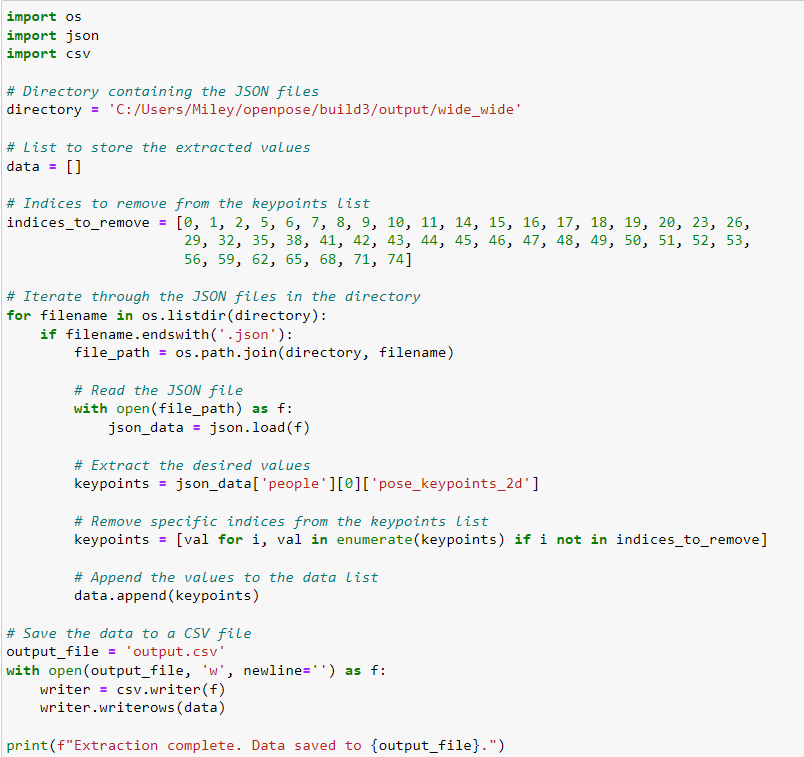 import os
import json
import csv

# Directory containing the JSON files
directory = 'C:/Users/Miley/openpose/build3/output/wide_wide'

# List to store the extracted values
data = []

# Indices to remove from the keypoints list
indices_to_remove = [0, 1, 2, 5, 6, 7, 8, 9, 10, 11, 14, 15, 16, 17, 18, 19, 20, 23, 26,
                     29, 32, 35, 38, 41, 42, 43, 44, 45, 46, 47, 48, 49, 50, 51, 52, 53,
                     56, 59, 62, 65, 68, 71, 74]

# Iterate through the JSON files in the directory
for filename in os.listdir(directory):
    if filename.endswith('.json'):
        file_path = os.path.join(directory, filename)

        # Read the JSON file
        with open(file_path) as f:
            json_data = json.load(f)

        # Extract the desired values
        keypoints = json_data['people'][0]['pose_keypoints_2d']

        # Remove specific indices from the keypoints list
        keypoints = [val for i, val in enumerate(keypoints) if i not in indices_to_remove]

        # Append the values to the data list
        data.append(keypoints)

# Save the data to a CSV file
output_file = 'output.csv'
with open(output_file, 'w', newline='') as f:
    writer = csv.writer(f)
    writer.writerows(data)

print(f"Extraction complete. Data saved to {output_file}.")